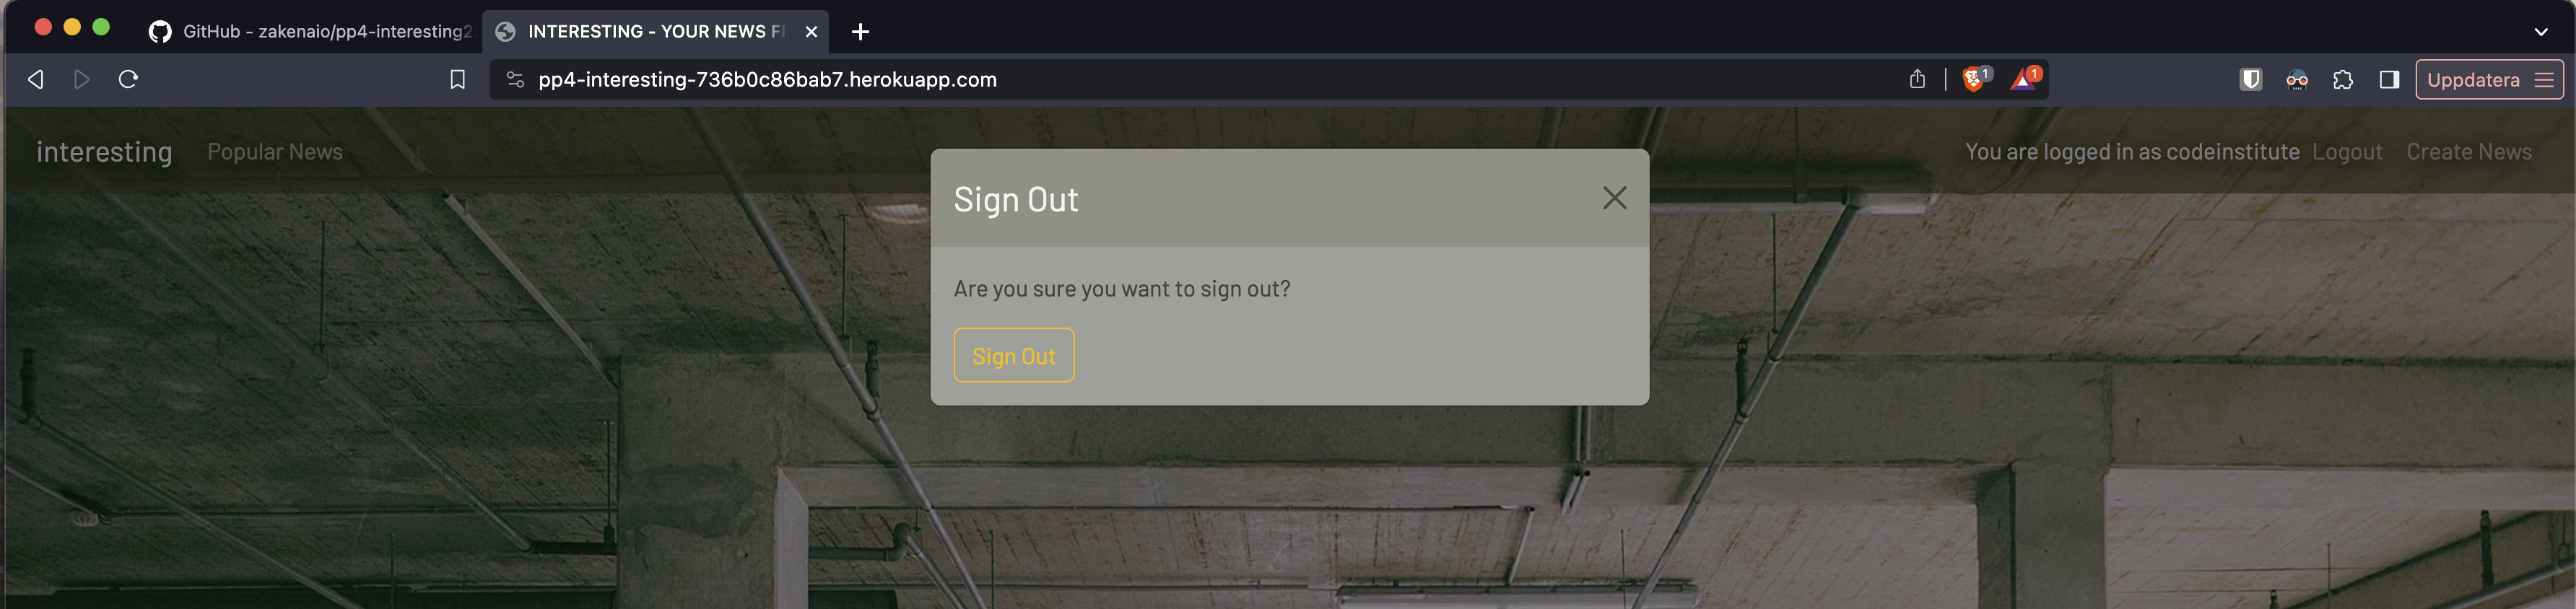 GitHub - zakenaio/pp4-interesting2
INTERESTING - YOUR NEWS F
pp4-interesting-736b0c86bab7.herokuapp.com
1
1
Uppdatera
interesting
Popular News
You are logged in as codeinstitute
Logout
Create News
Sign Out
Are you sure you want to sign out?
Sign Out